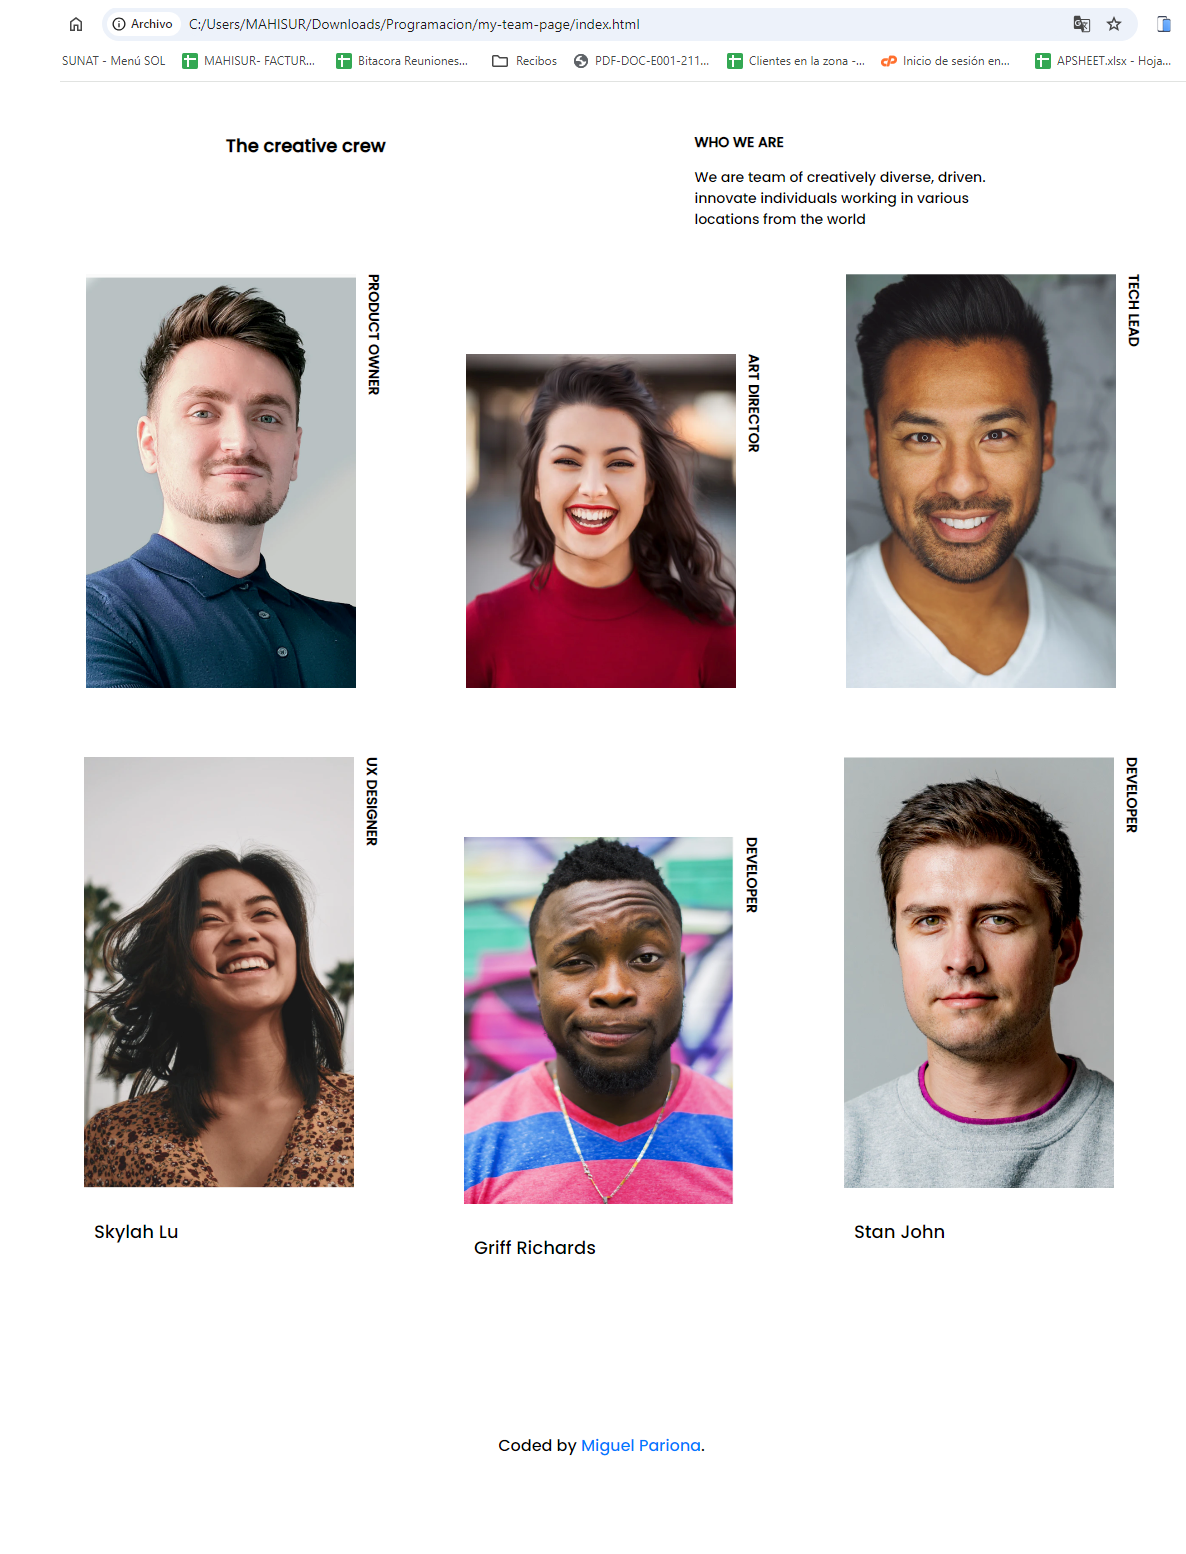 Archivo C:/Users/MAHISUR/Downloads/Programacion/my-team-page/index.html
SUNAT - Menú SOL MAHISUR- FACTUR... Bitacora Reuniones... Recibos PDF-DOC-E001-211... Clientes en la zona -... Inicio de sesión en... APSHEET.xlsx - Hoja...
The creative crew
WHO WE ARE
We are team of creatively diverse, driven.
innovate individuals working in various
locations from the world
PRODUCT OWNER
ART DIRECTOR
TECH LEAD
UX DESIGNER
DEVELOPER
DEVELOPER
Skylah Lu
Griff Richards
Stan John
Coded by Miguel Pariona.